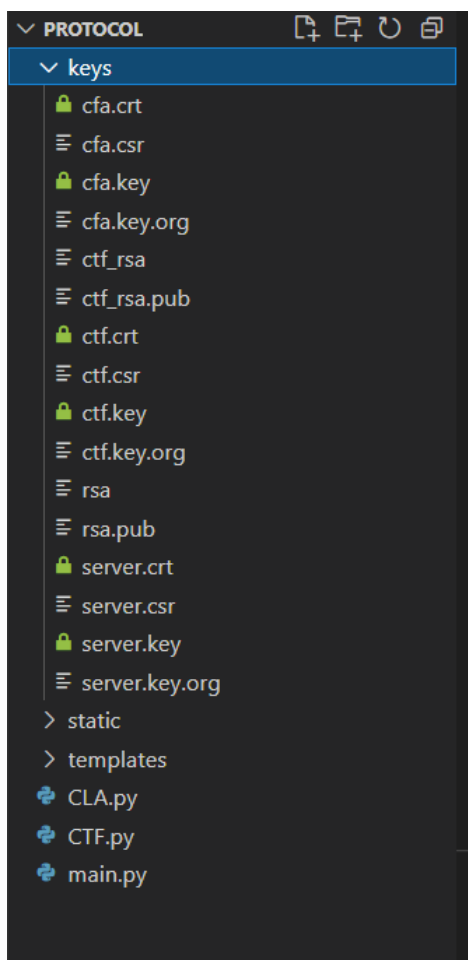 PROTOCOL
keys
cfa.crt
cfa.csr
cfa.key
cfa.key.org
ctf_rsa
ctf_rsa.pub
ctf.crt
ctf.csr
ctf.key
ctf.key.org
rsa
rsa.pub
server.crt
server.csr
server.key
server.key.org
static
templates
CLA.py
CTF.py
main.py